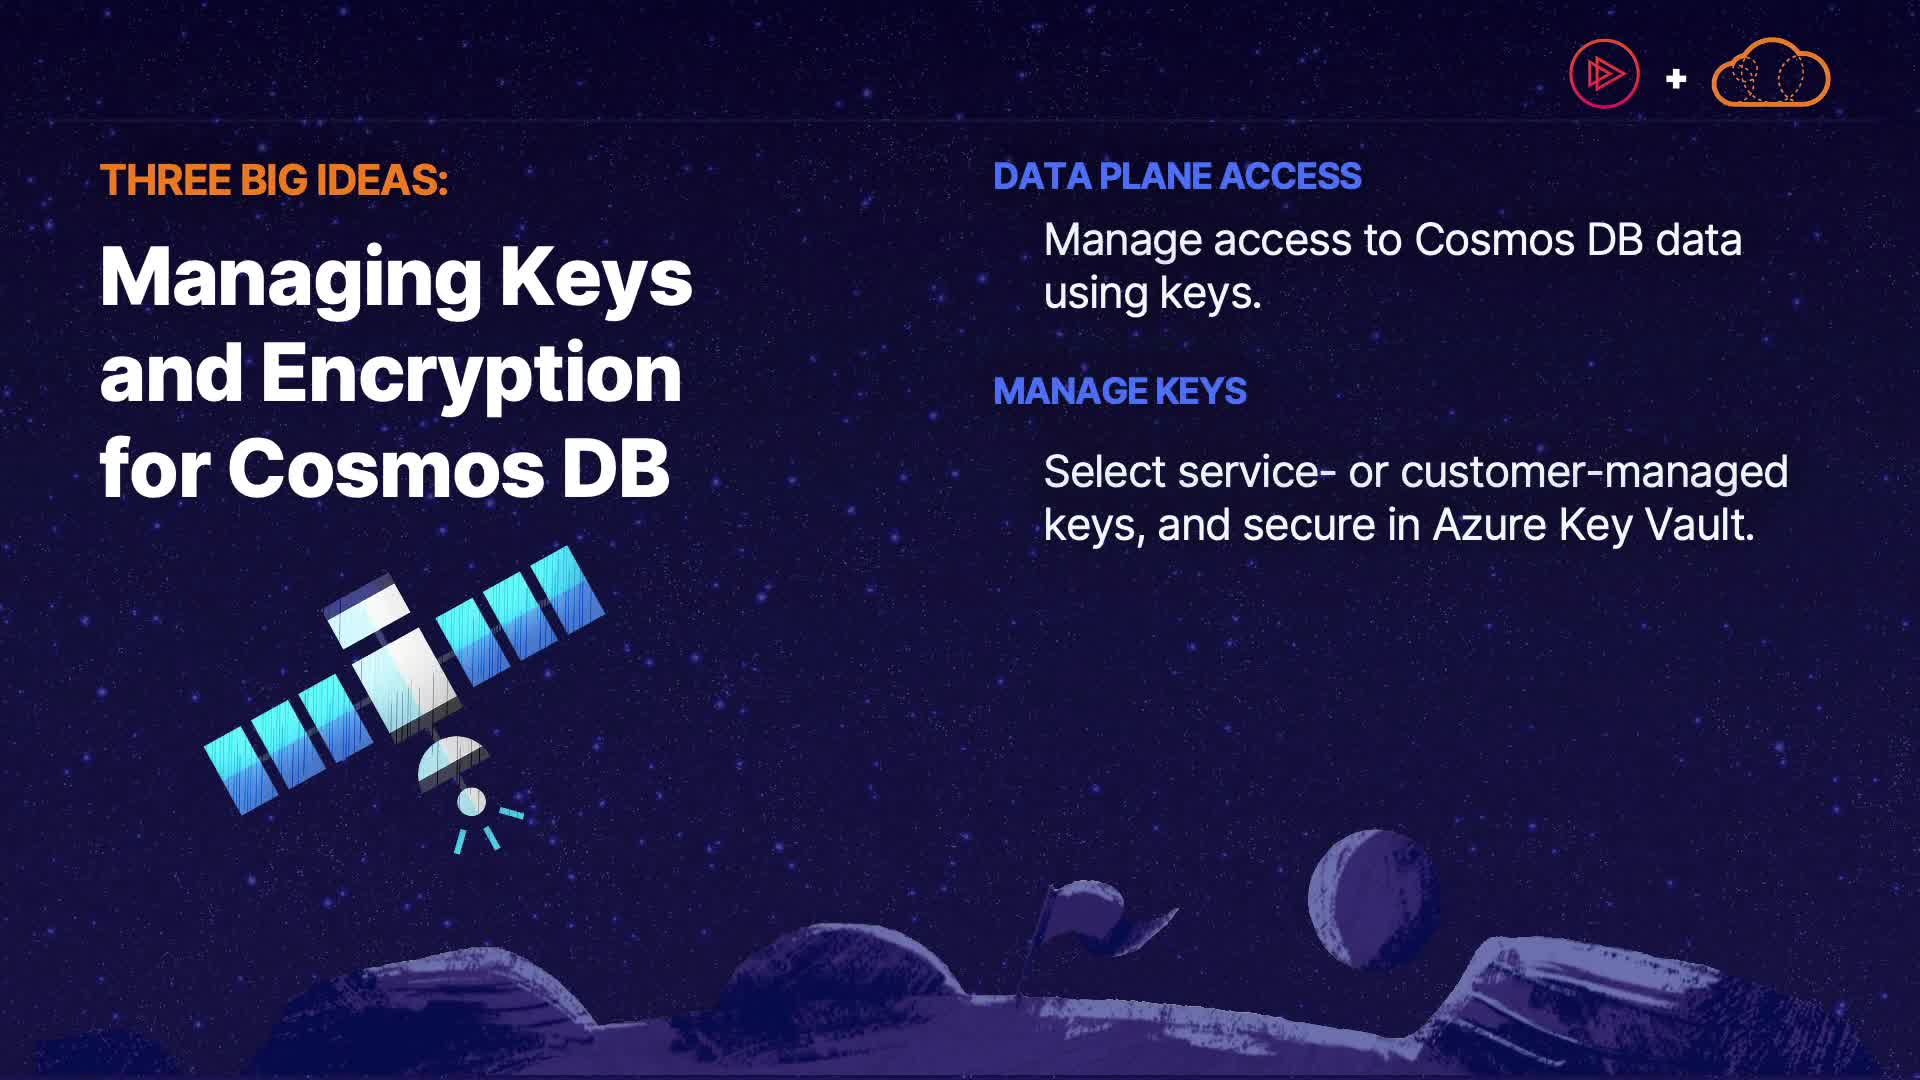 THREE BIG IDEAS:
Managing Keys
and Encryption
for Cosmos DB
DATA PLANE ACCESS
Manage access to Cosmos DB data
using keys.
MANAGE KEYS
Select service- or customer-managed
keys, and secure in Azure Key Vault.